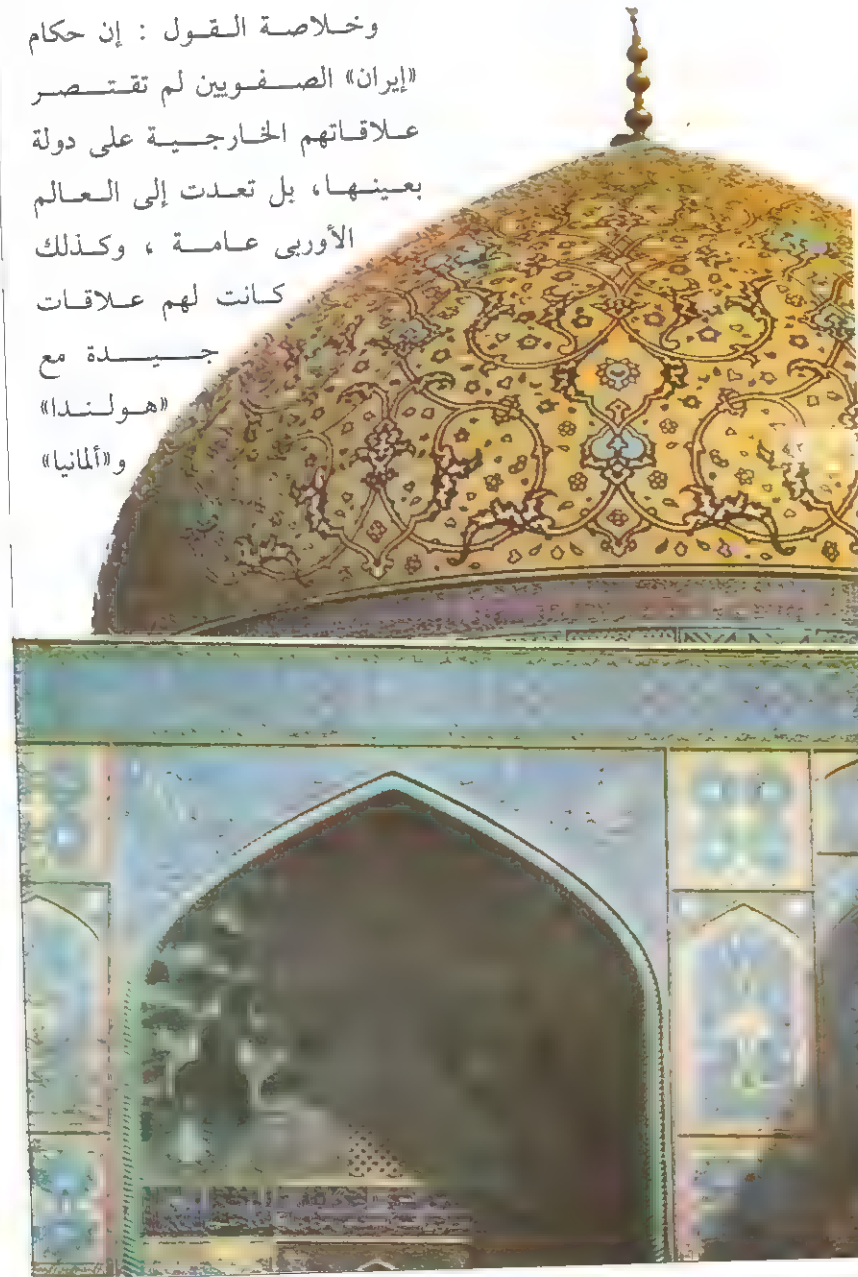 وخلاصة القول : إن حكام
«إيران» الصفويين لم تقتصر
علاقاتهم الخارجية على دولة
بعينها، بل تعدت إلى العالم
الأوربى عامة ، وكذلك
كانت لهم علاقات
جيدة مع
«هولندا»
و«ألمانيا»